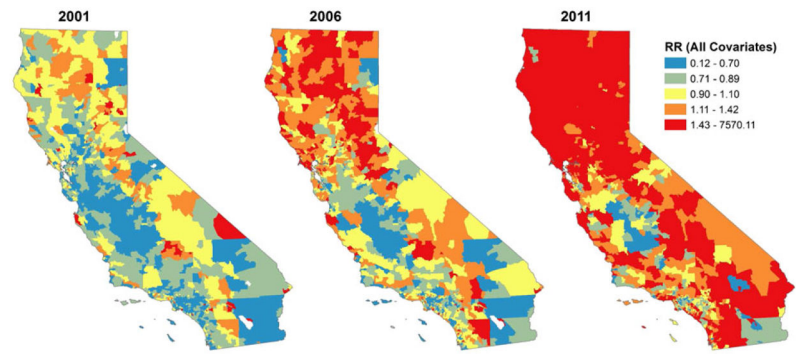 2001
2006
2011
RR (All Covariates)
0.12 - 0.70
0.71 - 0.89
0.90 - 1.10
1.11 - 1.42
1.43 - 7570.11